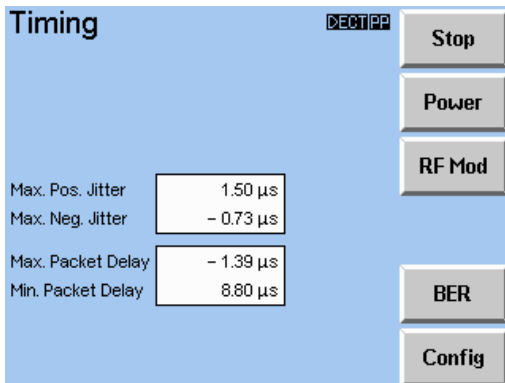 Timing
DECT PP
Stop
Power
RF Mod
Max. Pos. Jitter 1.50 µs
Max. Neg. Jitter – 0.73 µs
Max. Packet Delay – 1.39 µs
Min. Packet Delay 8.80 µs
BER
Config